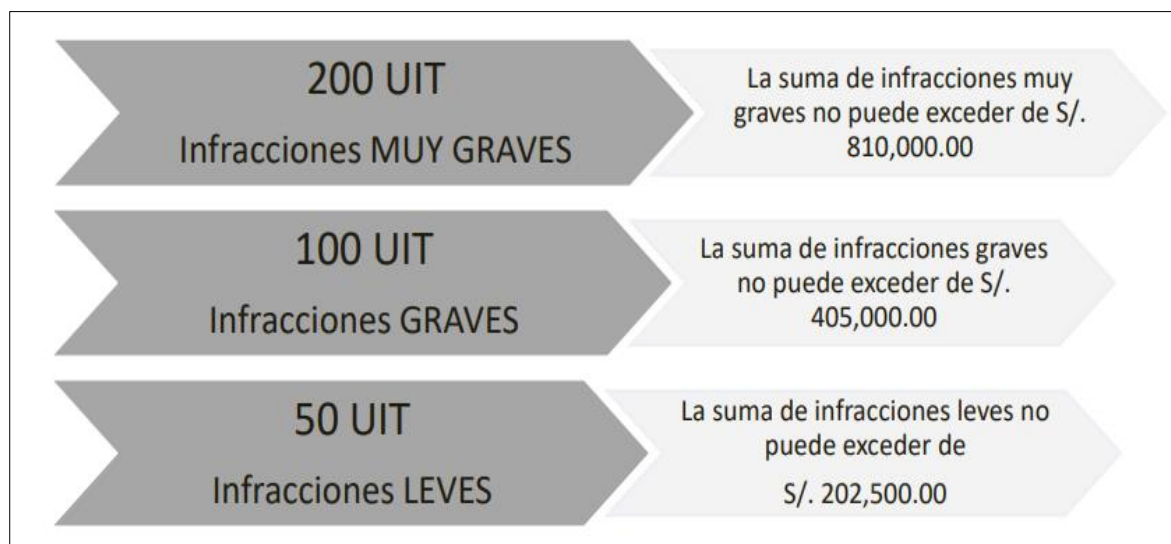 200 UIT
Infracciones MUY GRAVES
La suma de infracciones muy
graves no puede exceder de S/.
810,000.00
100 UIT
Infracciones GRAVES
La suma de infracciones graves
no puede exceder de S/.
405,000.00
50 UIT
Infracciones LEVES
La suma de infracciones leves no
puede exceder de
S/. 202,500.00